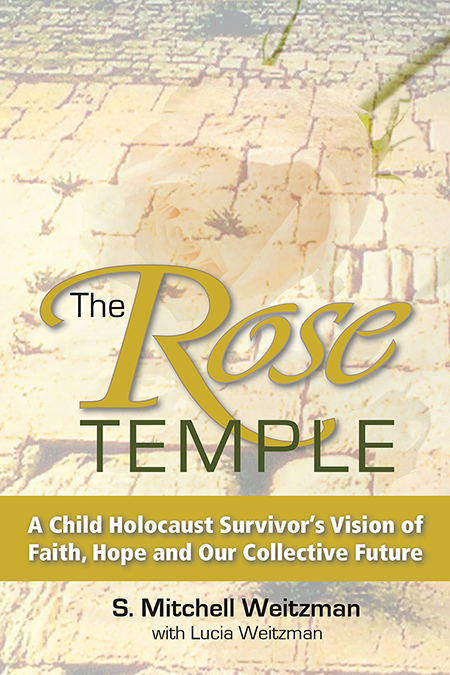 The Rose
TEMPLE
A Child Holocaust Survivor's Vision of
Faith, Hope and Our Collective Future
S. Mitchell Weitzman
with Lucia Weitzman